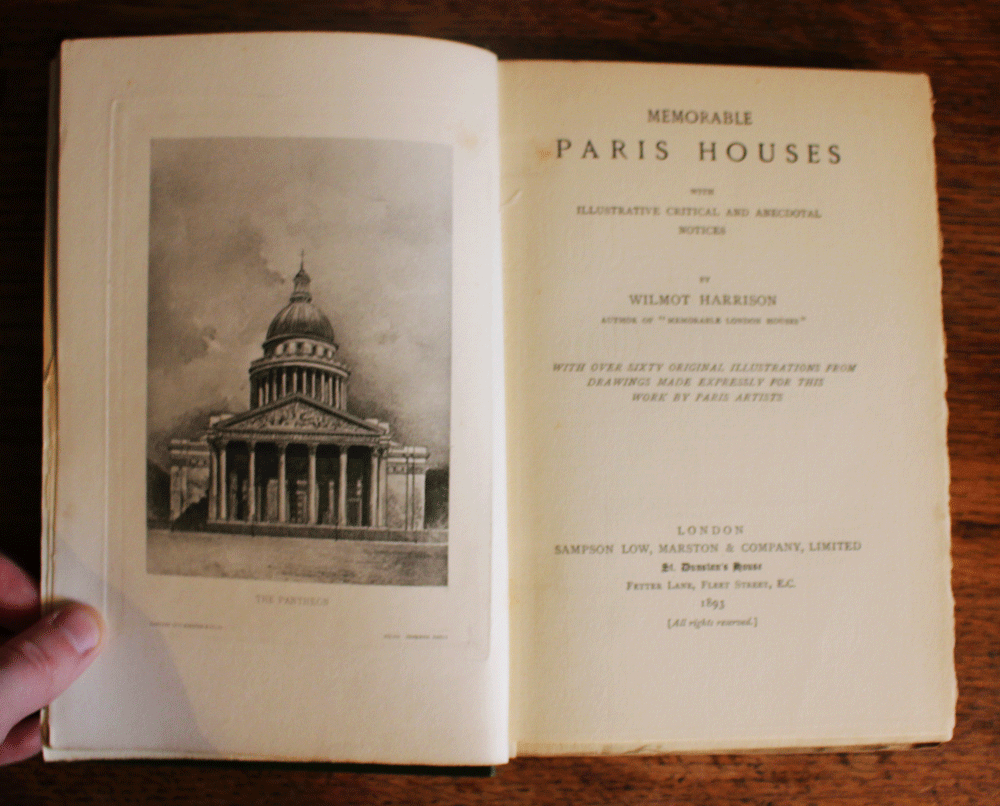 THE PANTHEON
MEMORABLE
PARIS HOUSES
WITH
ILLUSTRATIVE CRITICAL AND ANECDOTAL
NOTICES
BY
WILMOT HARRISON
AUTHOR OF "MEMORABLE LONDON HOUSES"
WITH OVER SIXTY ORIGINAL ILLUSTRATIONS FROM
DRAWINGS MADE EXPRESSLY FOR THIS
WORK BY PARIS ARTISTS
LONDON
SAMPSON LOW, MARSTON & COMPANY, LIMITED
St. Dunstan's House
FETTER LANE, FLEET STREET, E.C.
1893
[All rights reserved.]